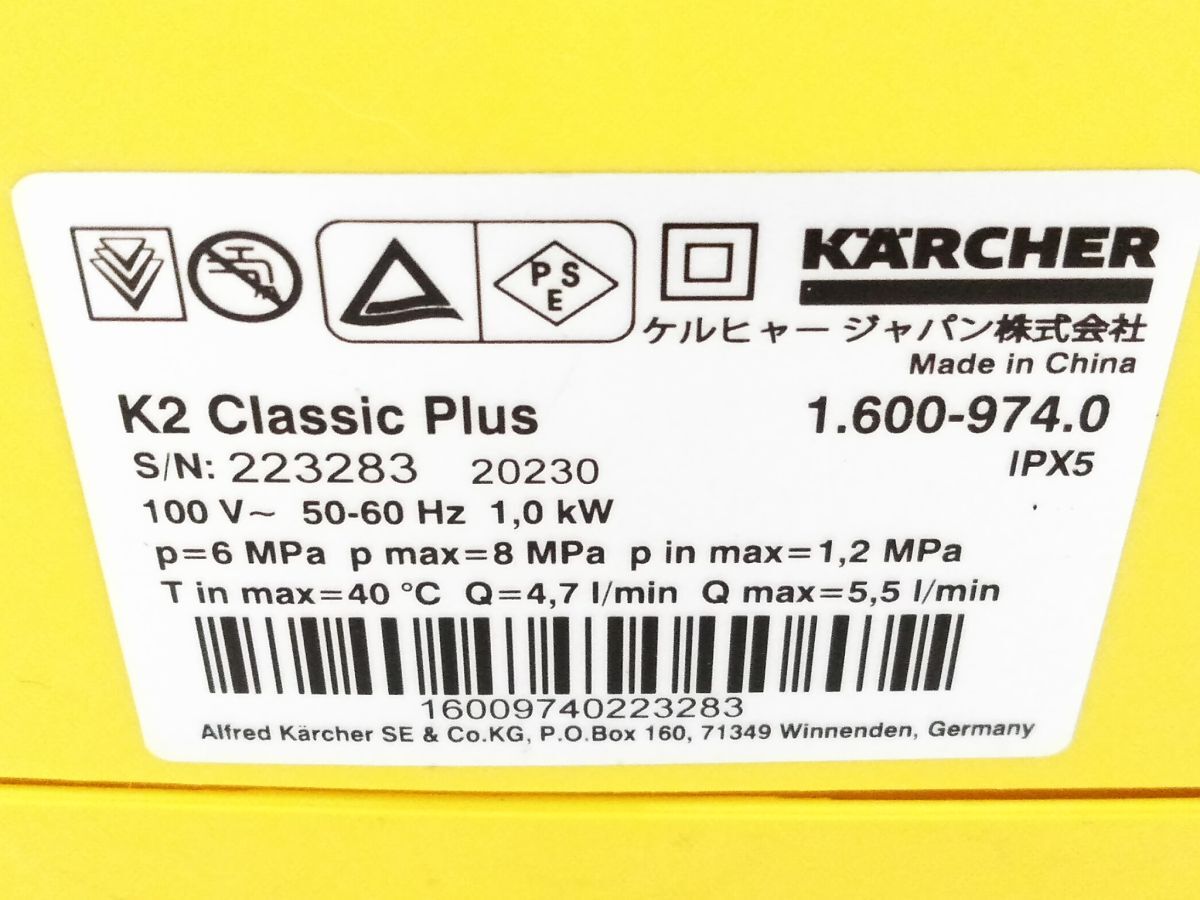 PSE
KÄRCHER
ケルヒャー ジャパン株式会社
Made in China
K2 Classic Plus 1.600-974.0
S/N: 223283 20230 IPX5
100 V~ 50-60 Hz 1,0 kW
p=6 MPa p max=8 MPa p in max=1,2 MPa
T in max=40 °C Q=4,7 l/min Q max=5,5 l/min
16009740223283
Alfred Kärcher SE & Co.KG, P.O.Box 160, 71349 Winnenden, Germany